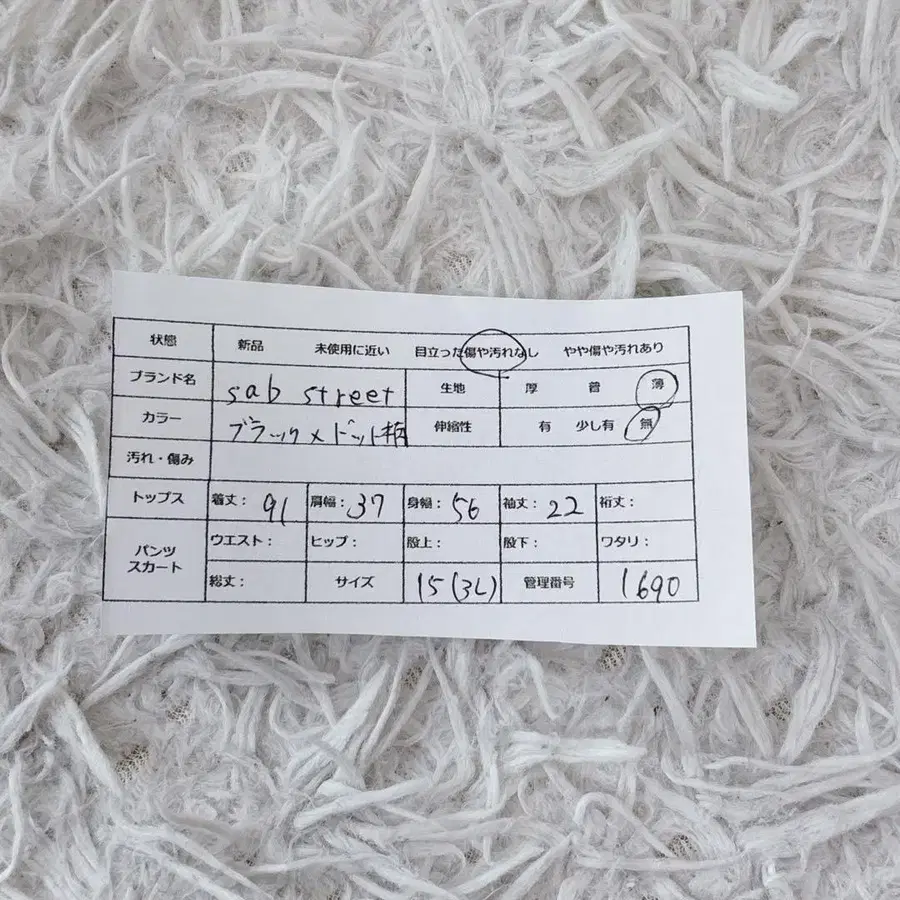 状態 新品 未使用に近い 目立った傷や汚れなし やや傷や汚れあり
ブランド名 sab street 生地 厚 普 薄
カラー ブラック×ドット柄 伸縮性 有 少し有 無
汚れ・傷み
トップス 着丈: 91 肩幅: 37 身幅: 56 袖丈: 22 裄丈:
パンツ スカート ウエスト: ヒップ: 股上: 股下: ワタリ:
総丈: サイズ 15(3L) 管理番号 1690